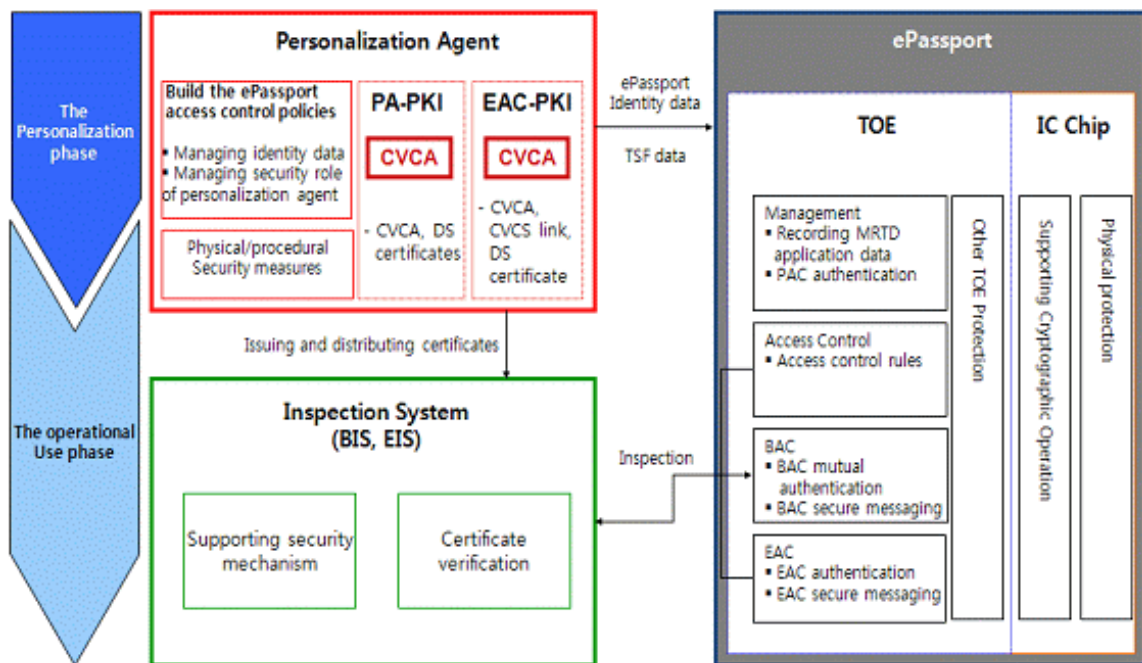 The
Personalization
phase
The operational
Use phase
Personalization Agent
Build the ePassport
access control policies
▪ Managing identity data
▪ Managing security role
of personalization agent
Physical/procedural
Security measures
PA-PKI
CVCA
- CVCA, DS
certificates
EAC-PKI
CVCA
- CVCA,
CVCS link,
DS
certificate
Issuing and distributing certificates
Inspection System
(BIS, EIS)
Supporting security
mechanism
Certificate
verification
ePassport
Identity data
TSF data
Inspection
ePassport
TOE
IC Chip
Management
▪ Recording MRTD
application data
▪ PAC authentication
Access Control
▪ Access control rules
BAC
▪ BAC mutual
authentication
▪ BAC secure messaging
EAC
▪ EAC authentication
▪ EAC secure messaging
Other TOE Protection
Supporting Cryptographic Operation
Physical protection